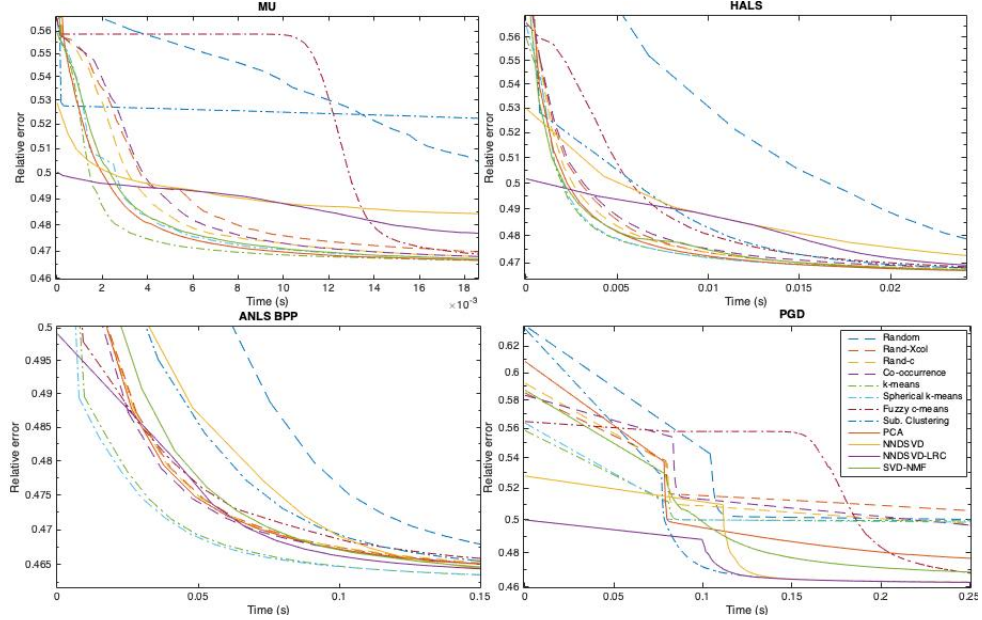 MU
Relative error
0.56
0.55
0.54
0.53
0.52
0.51
0.5
0.49
0.48
0.47
0.46
0
2
4
6
8
10
12
14
16
18
Time (s)
×10⁻³
HALS
Relative error
0.56
0.55
0.54
0.53
0.52
0.51
0.5
0.49
0.48
0.47
0
0.005
0.01
0.015
0.02
Time (s)
ANLS BPP
Relative error
0.5
0.495
0.49
0.485
0.48
0.475
0.47
0.465
0
0.05
0.1
0.15
Time (s)
PGD
Relative error
0.62
0.6
0.58
0.56
0.54
0.52
0.5
0.48
0.46
0
0.05
0.1
0.15
0.2
0.25
Time (s)
Random
Rand-Xcol
Rand-c
Co-occurrence
k-means
Spherical k-means
Fuzzy c-means
Sub. Clustering
PCA
NNDSVD
NNDSVD-LRC
SVD-NMF